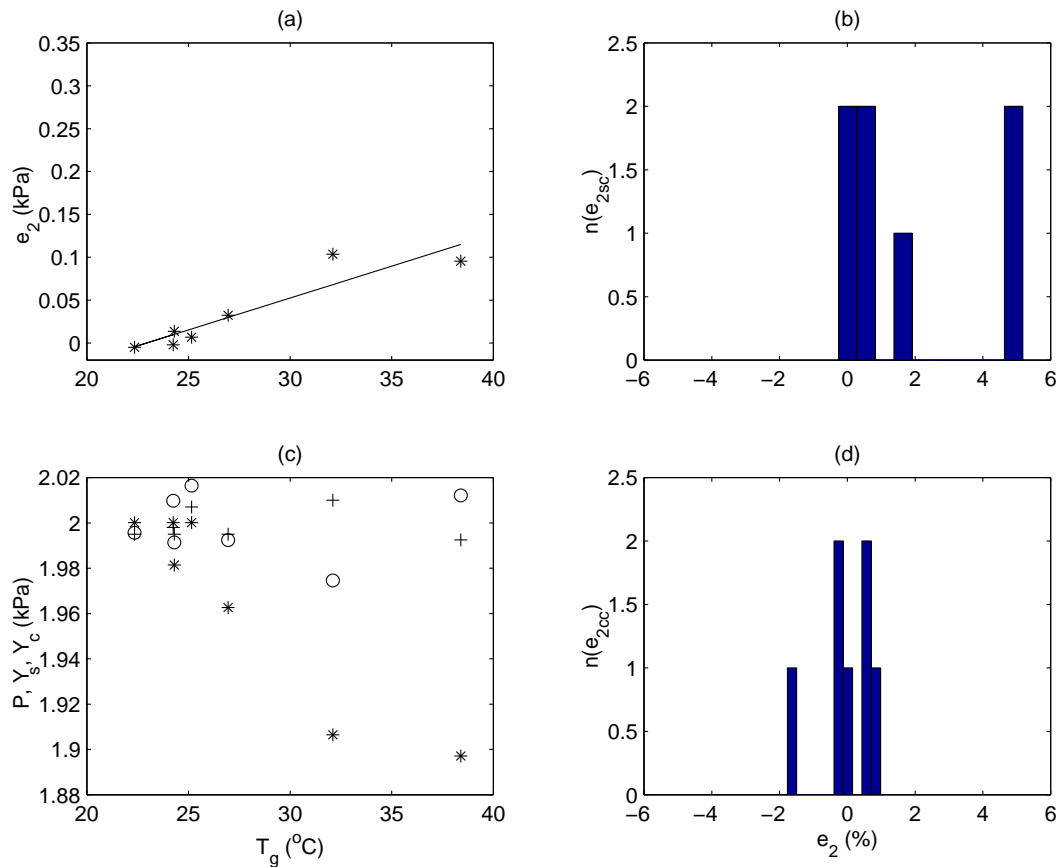 (a)
0.35
0.3
0.25
0.2
0.15
0.1
0.05
0
e2 (kPa)
20 25 30 35 40
(b)
2.5
2
1.5
1
0.5
0
n(e2sc)
−6 −4 −2 0 2 4 6
(c)
2.02
2
1.98
1.96
1.94
1.92
1.9
1.88
P, Ys, Yc (kPa)
20 25 30 35 40
Tg (oC)
(d)
2.5
2
1.5
1
0.5
0
n(e2cc)
−6 −4 −2 0 2 4 6
e2 (%)